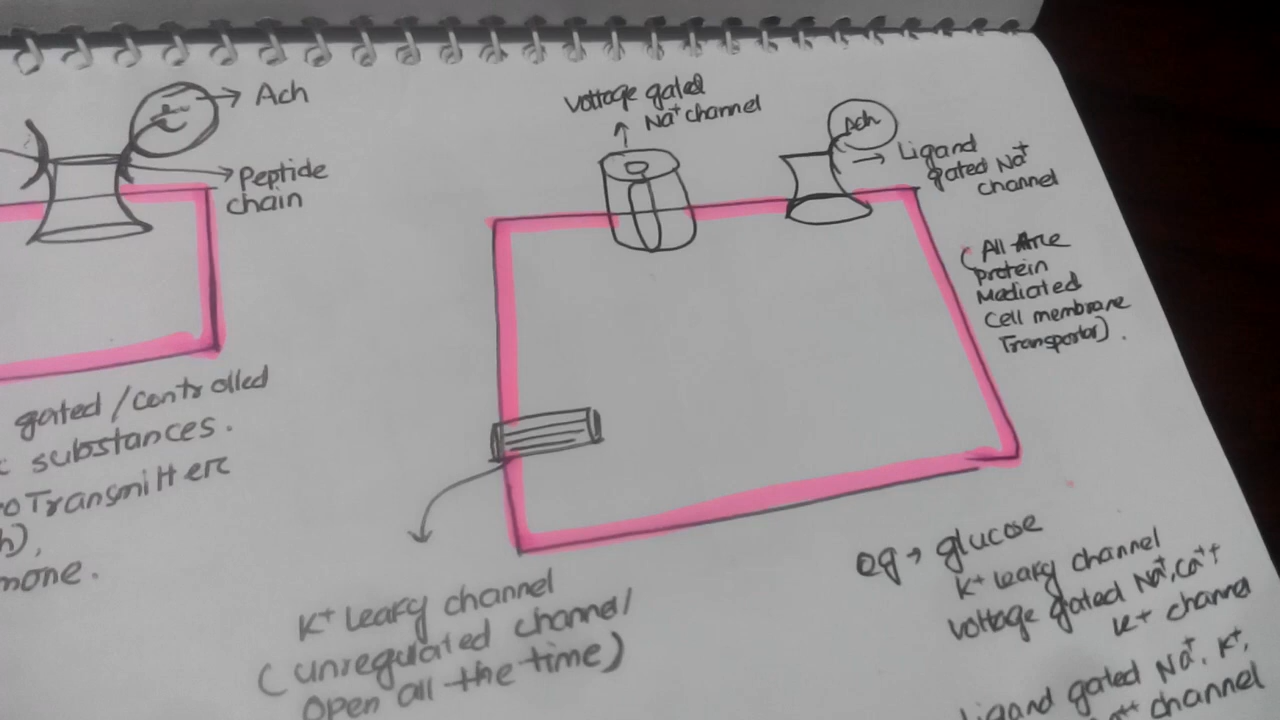 Ach
Peptide
chain
gated / controlled
substances.
oTransmitter
h),
mone.
Voltage gated
Na+ channel
Ach
Ligand
gated Na+
channel
(All Are
protein
Mediated
Cell membrane
Transporter).
K+ Leaky channel
(unregulated channel/
Open all the time)
eg → glucose
K+ leaky channel
voltage gated Na+, Ca++
K+ channel
Ligand gated Na+, K+,
channel